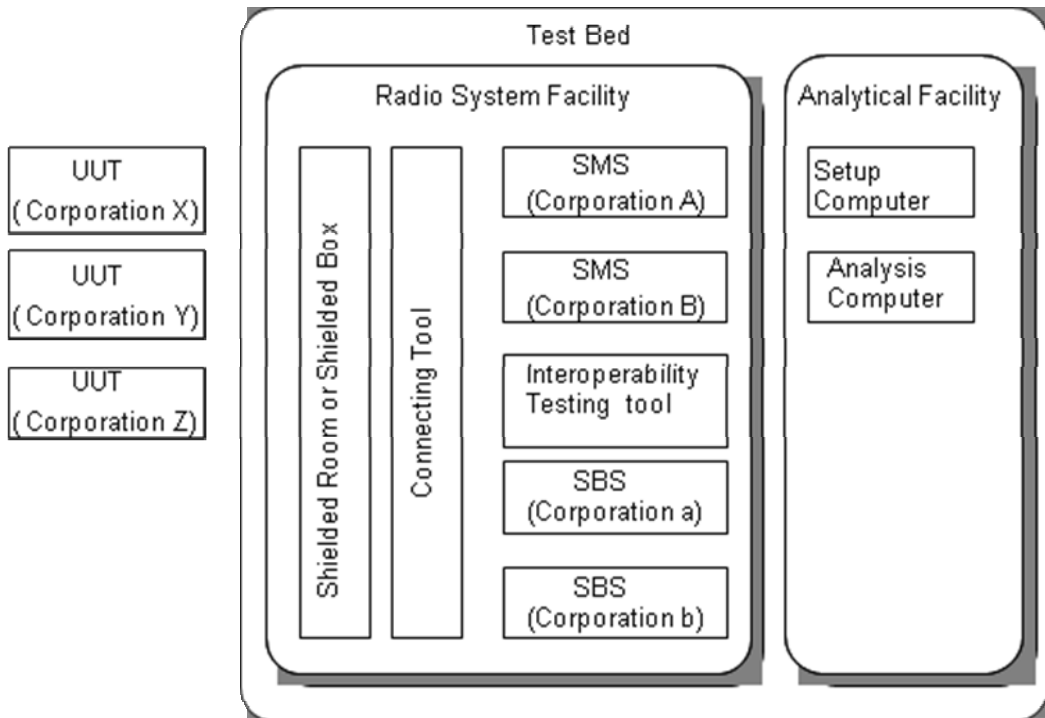 Test Bed
Radio System Facility
Analytical Facility
UUT
( Corporation X)
UUT
(Corporation Y)
UUT
( Corporation Z)
Shielded Room or Shielded Box
Connecting Tool
SMS
(Corporation A)
SMS
(Corporation B)
Interoperability
Testing tool
SBS
(Corporation a)
SBS
(Corporation b)
Setup
Computer
Analysis
Computer